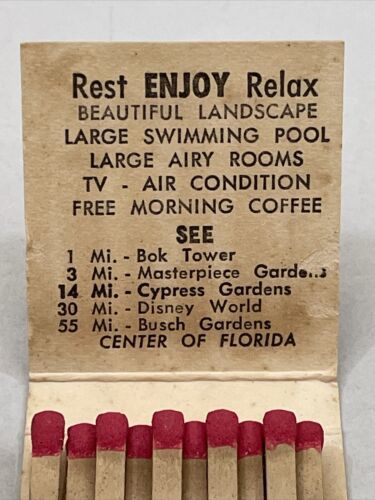 Rest ENJOY Relax
BEAUTIFUL LANDSCAPE
LARGE SWIMMING POOL
LARGE AIRY ROOMS
TV - AIR CONDITION
FREE MORNING COFFEE
SEE
1 Mi. - Bok Tower
3 Mi. - Masterpiece Gardens
14 Mi. - Cypress Gardens
30 Mi. - Disney World
55 Mi. - Busch Gardens
CENTER OF FLORIDA